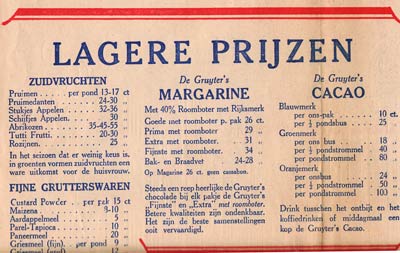 LAGERE PRIJZEN
ZUIDVRUCHTEN
Pruimen ..... per pond 13-17 ct
Pruimedanten ..... 24-30 „
Stukjes Appelen ..... 32-36 „
Schijfjes Appelen. ..... 30 „
Abrikozen ..... 35-45-55 „
Tutti Frutti. ..... 20-30 „
Rozijnen. ..... 25 „
In het seizoen dat er weinig keus is,
in groenten vormen zuidvruchten een
ware uitkomst voor de huisvrouw.
FIJNE GRUTTERSWAREN
Custard Powder . per pak 15 ct
Maizena ..... 8-10 „
Aardappelmeel ..... 5 „
Parel-Tapioca ..... 10 „
Paneermeel ..... 20 „
Griesmeel (fijn). per pond 9 „
De Gruyter's
MARGARINE
Met 40% Roomboter met Rijksmerk
Goede met roomboter p. pak 26 ct.
Prima met roomboter 29 „
Extra met roomboter. 31 „
Fijnste met roomboter. 34 „
Bak- en Braadvet 24-28 „
Op Magarine 26 ct. geen cassabon.
Steeds een reep heerlijke de Gruyter's
chocolade bij elk pakje de Gruyter's
„Fijnste" en „Extra" met roomboter.
Betere kwaliteiten zijn ondenkbaar.
Het zijn de beste samenstellingen
ooit vervaardigd.
De Gruyter's
CACAO
Blauwmerk
per ons-pak ..... 10 ct.
per ½ pondsbus ..... 25 „
Groenmerk
per ons bus ..... 18 „
per ½ pondstrommel 40 „
per pondstrommel ... 80 „
Oranjemerk
per onsbus ..... 24 „
per ½ pondstrommel 50 „
per pondstrommel ... 103 „
Drink tusschen het ontbijt en het
koffiedrinken of middagmaal een
kop de Gruyter's Cacao.